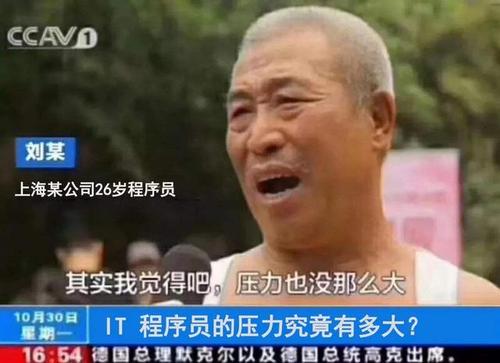 CCAV 1
刘某
上海某公司26岁程序员
其实我觉得吧，压力也没那么大
10月30日
星期一
IT 程序员的压力究竟有多大？
16:54 德国总理默克尔以及德国总统高克出席。